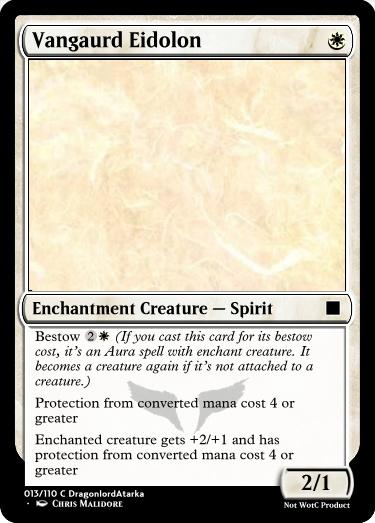 Vangaurd Eidolon
Enchantment Creature — Spirit
Bestow 2 (If you cast this card for its bestow
cost, it's an Aura spell with enchant creature. It
becomes a creature again if it's not attached to a
creature.)
Protection from converted mana cost 4 or
greater
Enchanted creature gets +2/+1 and has
protection from converted mana cost 4 or
greater
2/1
013/110 C DragonlordAtarka
Chris Malidore
Not WotC Product